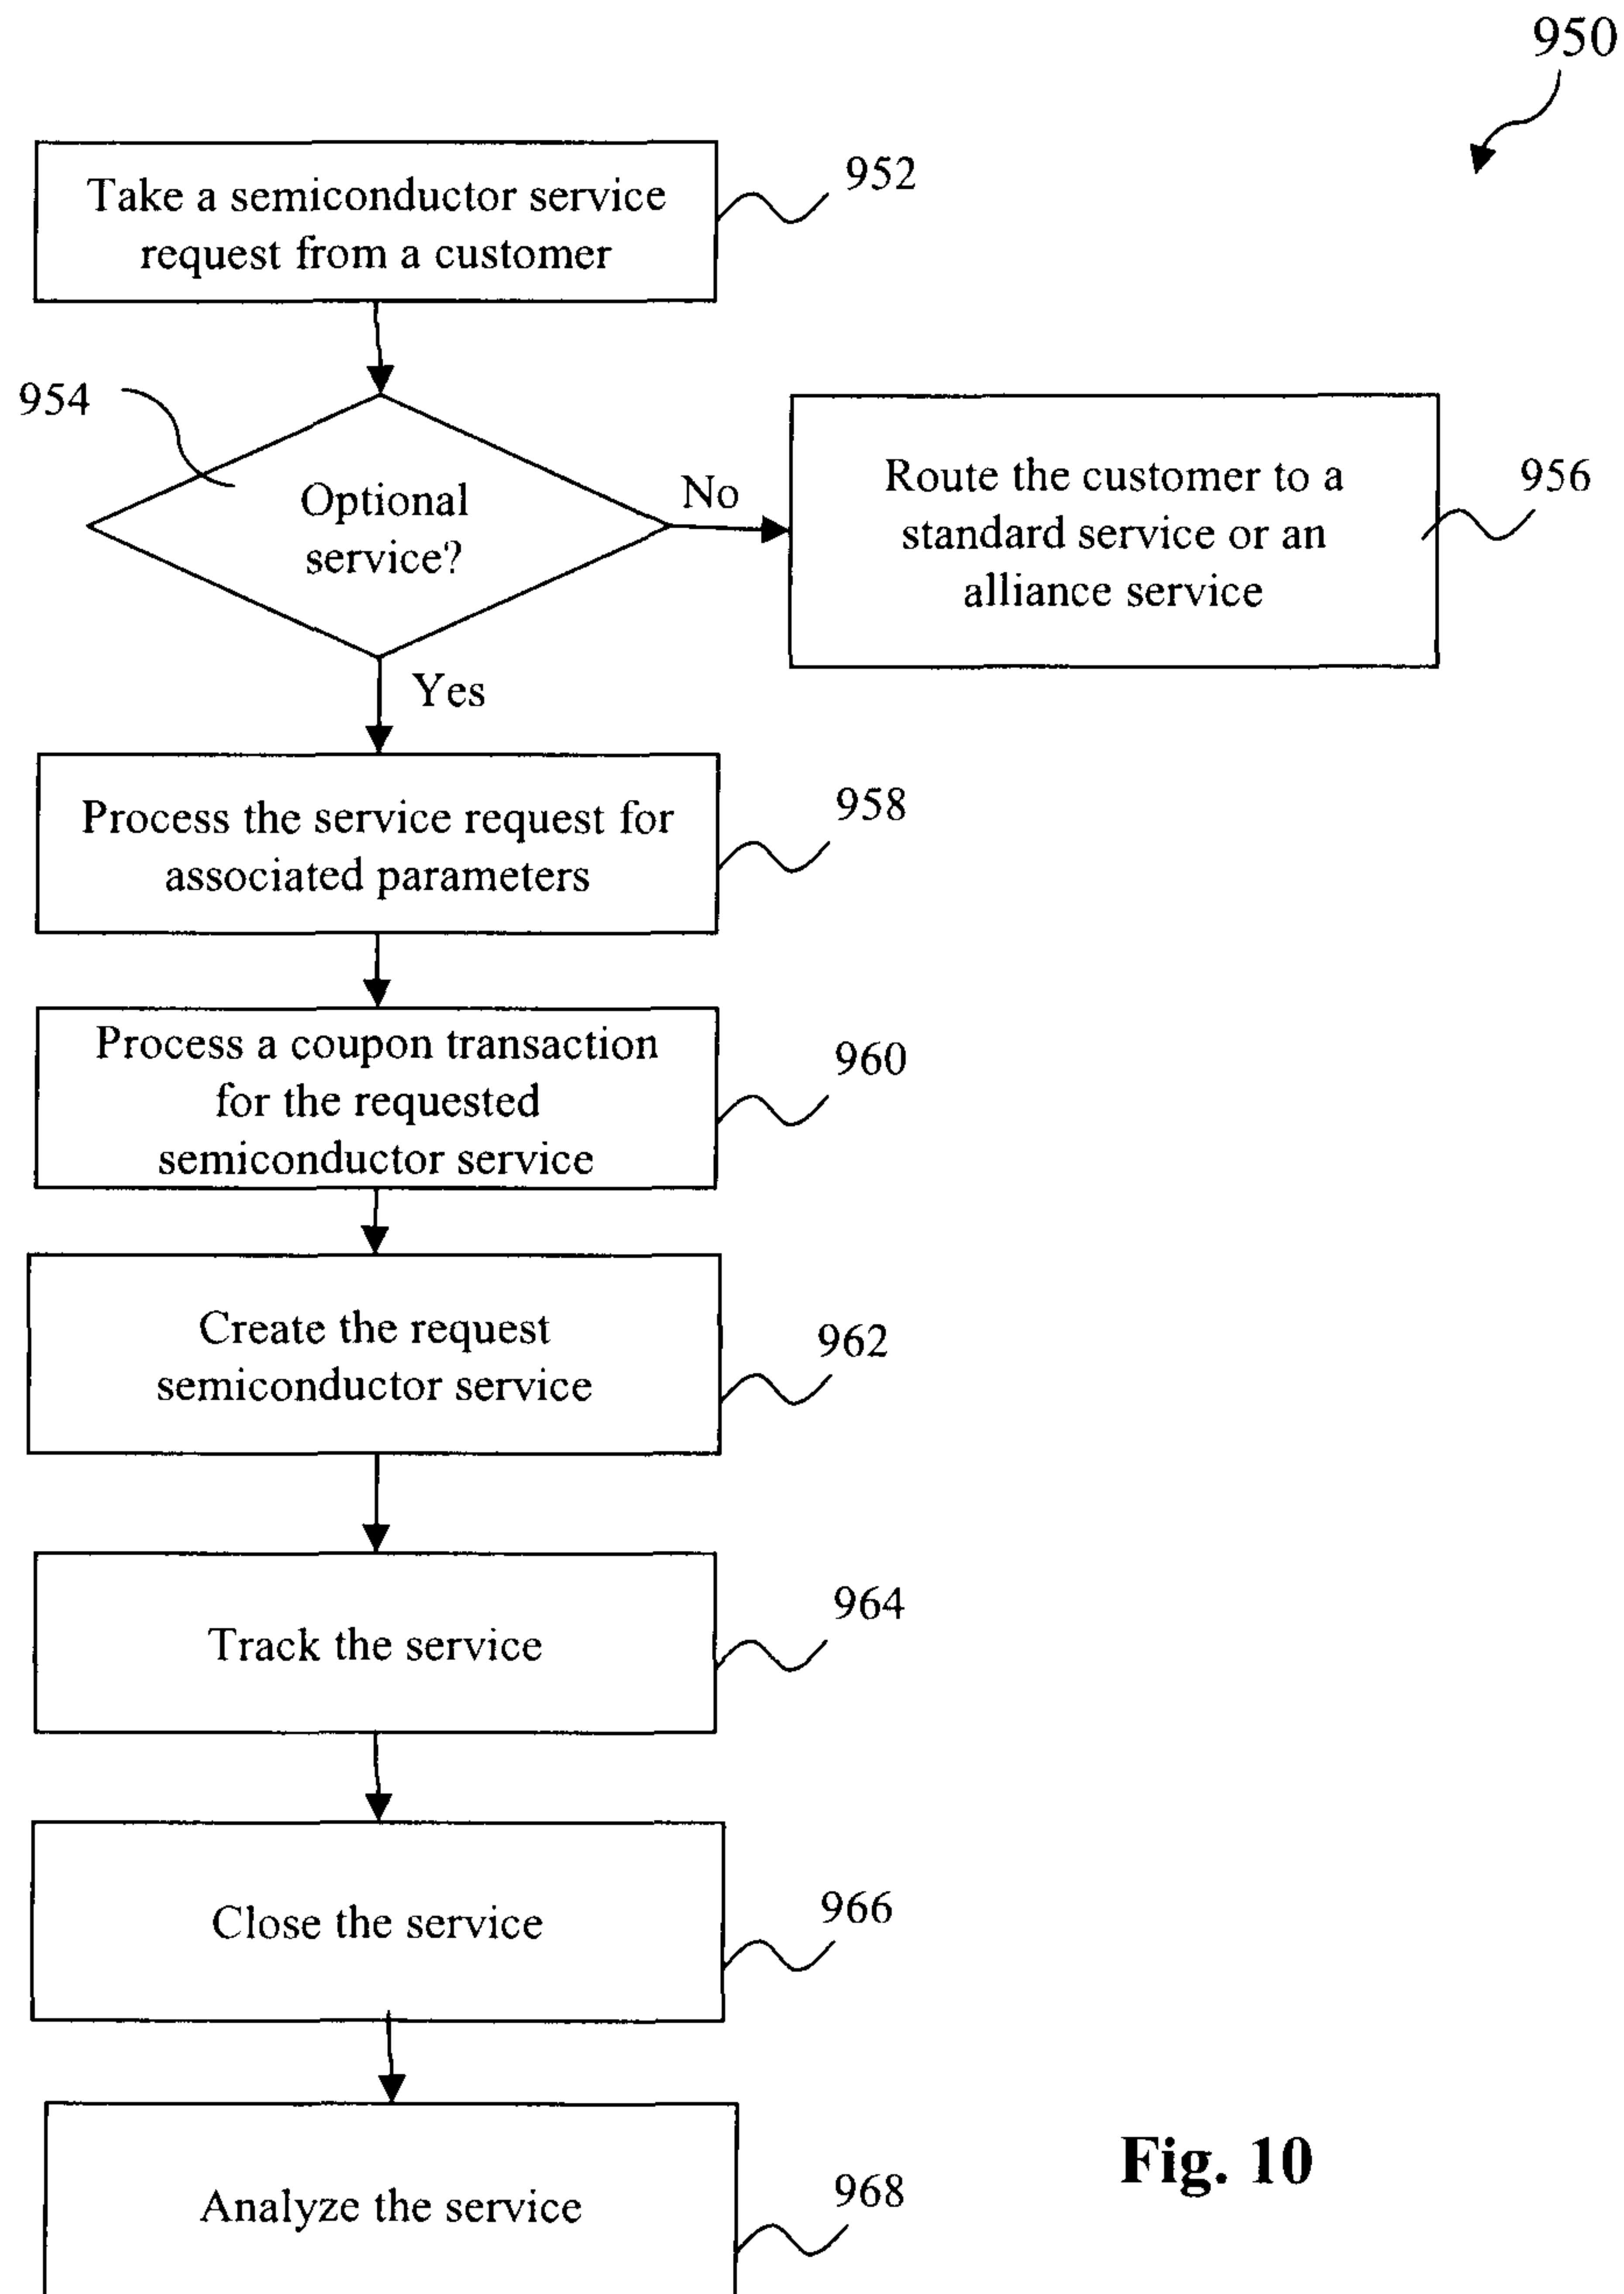 950
Take a semiconductor service
request from a customer
952
954
Optional
service?
No
Route the customer to a
standard service or an
alliance service
956
Yes
Process the service request for
associated parameters
958
Process a coupon transaction
for the requested
semiconductor service
960
Create the request
semiconductor service
962
Track the service
964
Close the service
966
Analyze the service
968
Fig. 10